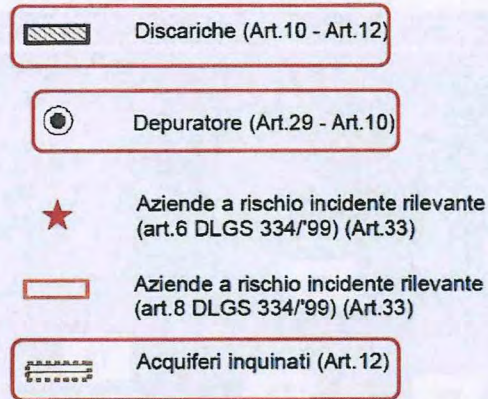 Discariche (Art.10 - Art.12)
Depuratore (Art.29 - Art.10)
Aziende a rischio incidente rilevante
(art.6 DLGS 334/'99) (Art.33)
Aziende a rischio incidente rilevante
(art.8 DLGS 334/'99) (Art.33)
Acquiferi inquinati (Art.12)